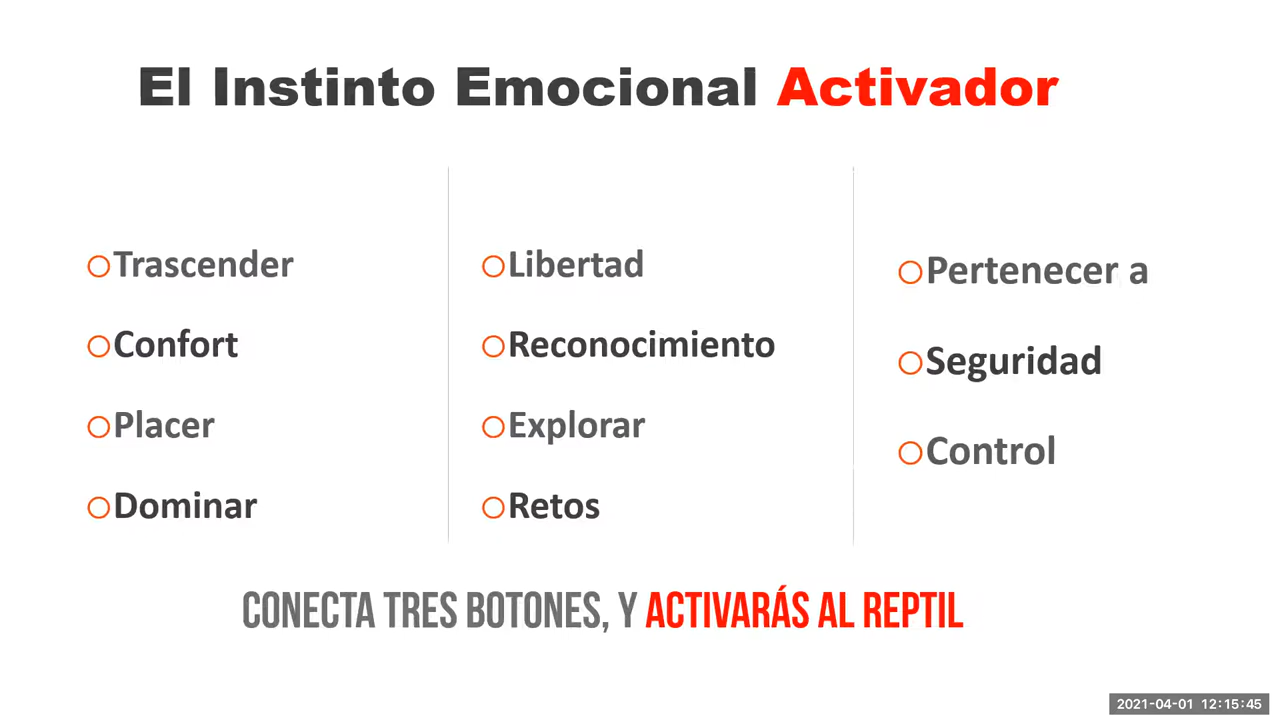 El Instinto Emocional Activador
Trascender
Confort
Placer
Dominar
Libertad
Reconocimiento
Explorar
Retos
Pertenecer a
Seguridad
Control
CONECTA TRES BOTONES, Y ACTIVARÁS AL REPTIL
2021-04-01 12:15:45